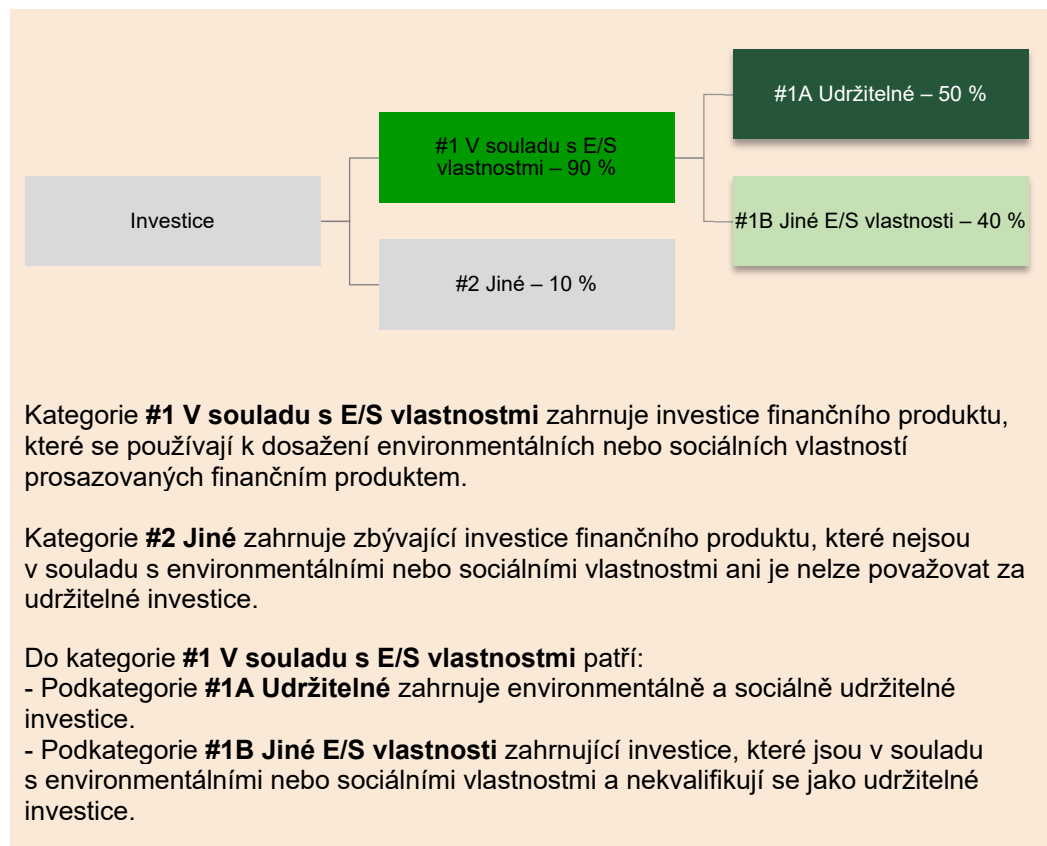 #1A Udržitelné – 50 %
#1 V souladu s E/S
vlastnostmi – 90 %
Investice
#1B Jiné E/S vlastnosti – 40 %
#2 Jiné – 10 %
Kategorie #1 V souladu s E/S vlastnostmi zahrnuje investice finančního produktu,
které se používají k dosažení environmentálních nebo sociálních vlastností
prosazovaných finančním produktem.
Kategorie #2 Jiné zahrnuje zbývající investice finančního produktu, které nejsou
v souladu s environmentálními nebo sociálními vlastnostmi ani je nelze považovat za
udržitelné investice.
Do kategorie #1 V souladu s E/S vlastnostmi patří:
- Podkategorie #1A Udržitelné zahrnuje environmentálně a sociálně udržitelné
investice.
- Podkategorie #1B Jiné E/S vlastnosti zahrnující investice, které jsou v souladu
s environmentálními nebo sociálními vlastnostmi a nekvalifikují se jako udržitelné
investice.